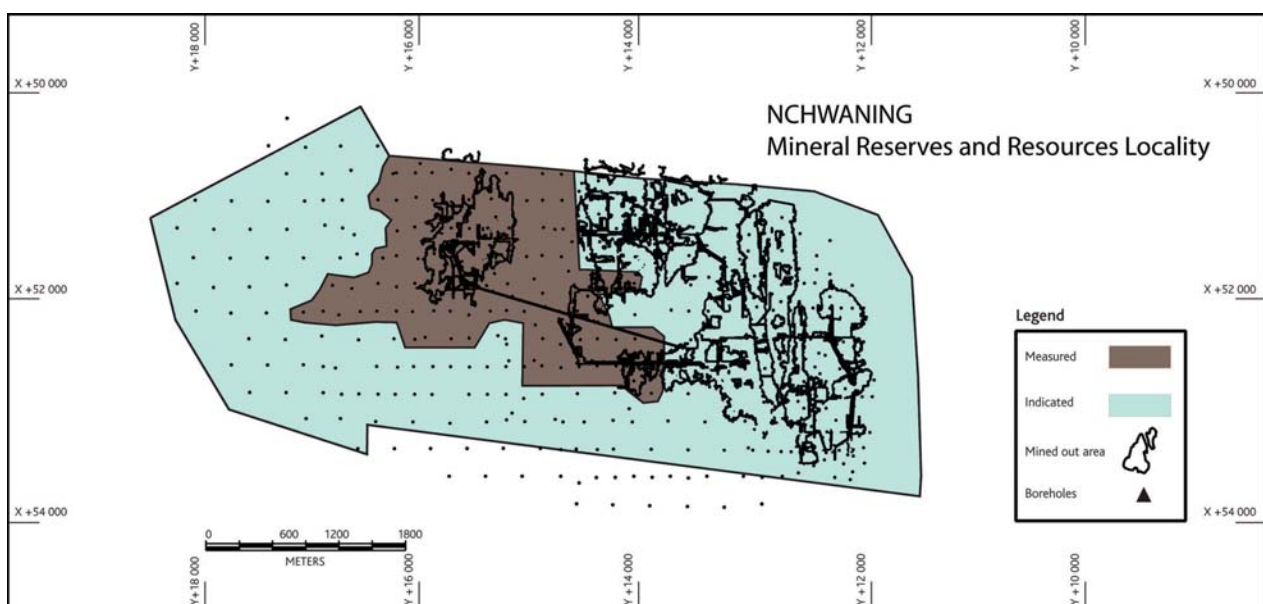 Y+18 000
Y +16 000
Y +14 000
Y +12 000
Y +10 000
X +50 000
X +50 000
NCHWANING
Mineral Reserves and Resources Locality
X +52 000
X +52 000
Legend
Measured
Indicated
Mined out area
Boreholes
X +54 000
X +54 000
0 600 1200 1800
METERS
Y+18 000
Y +16 000
Y +14 000
Y +12 000
Y +10 000